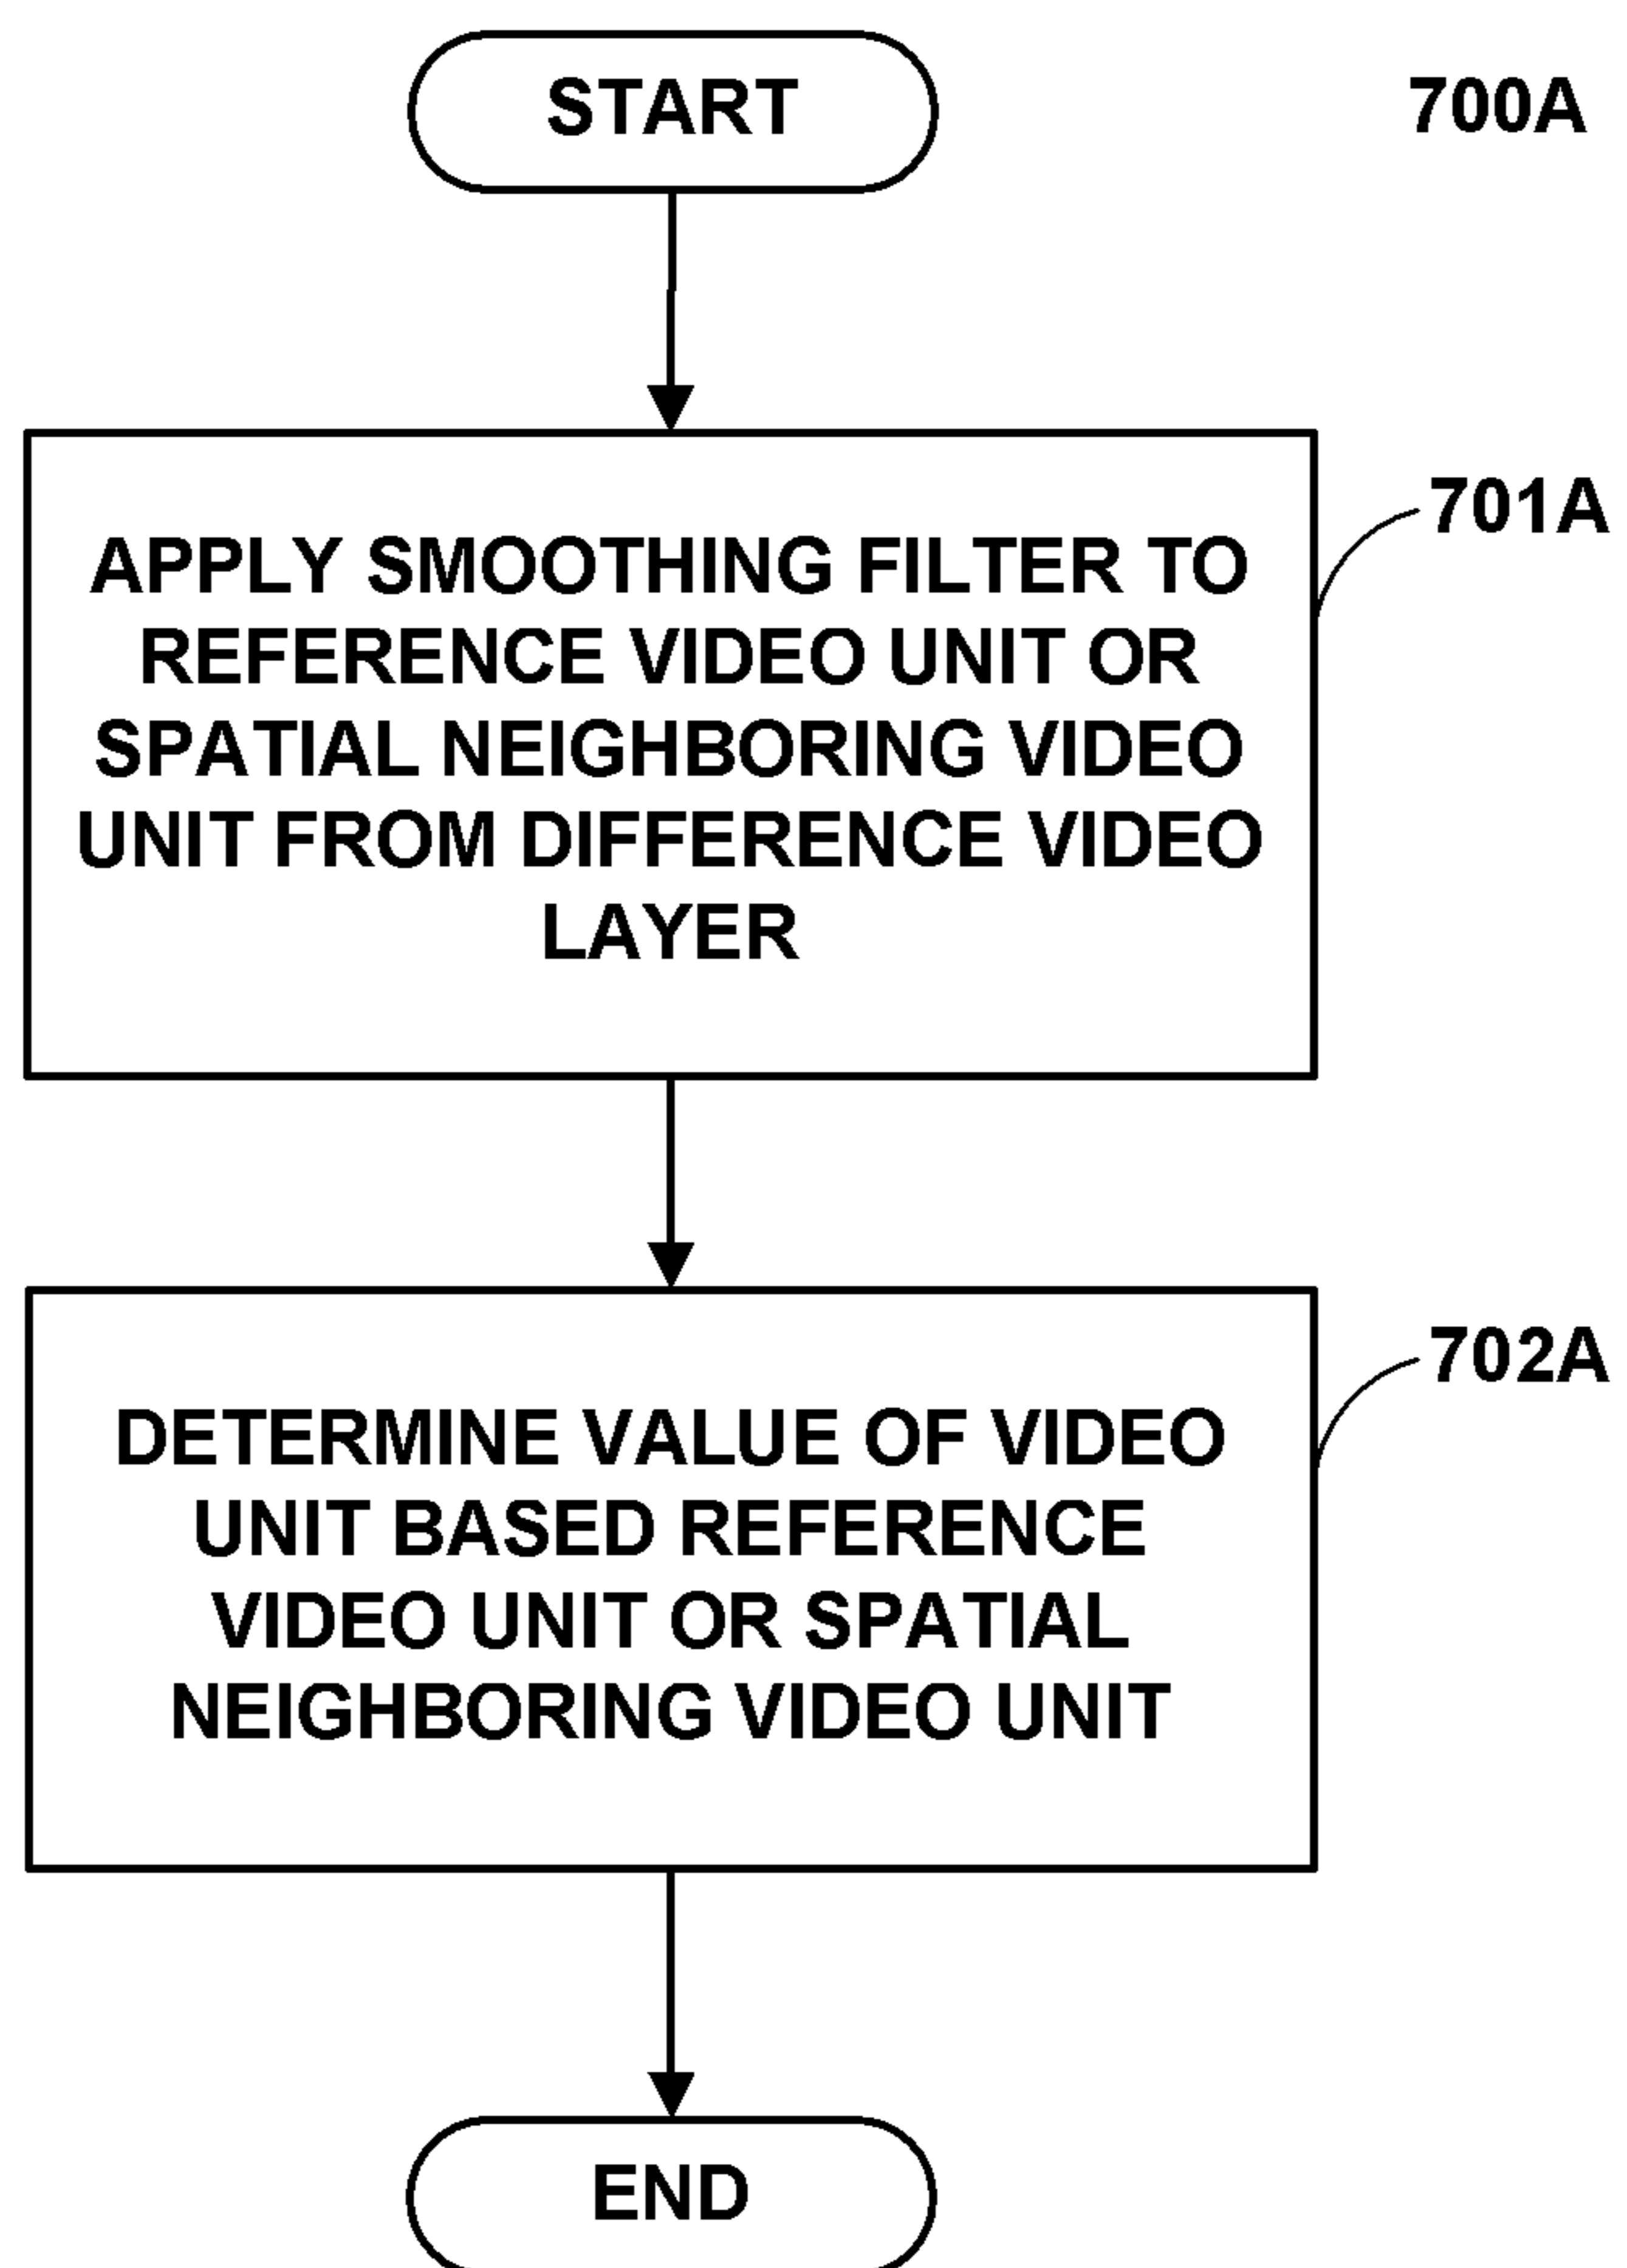 START
700A
701A
APPLY SMOOTHING FILTER TO
REFERENCE VIDEO UNIT OR
SPATIAL NEIGHBORING VIDEO
UNIT FROM DIFFERENCE VIDEO
LAYER
702A
DETERMINE VALUE OF VIDEO
UNIT BASED REFERENCE
VIDEO UNIT OR SPATIAL
NEIGHBORING VIDEO UNIT
END